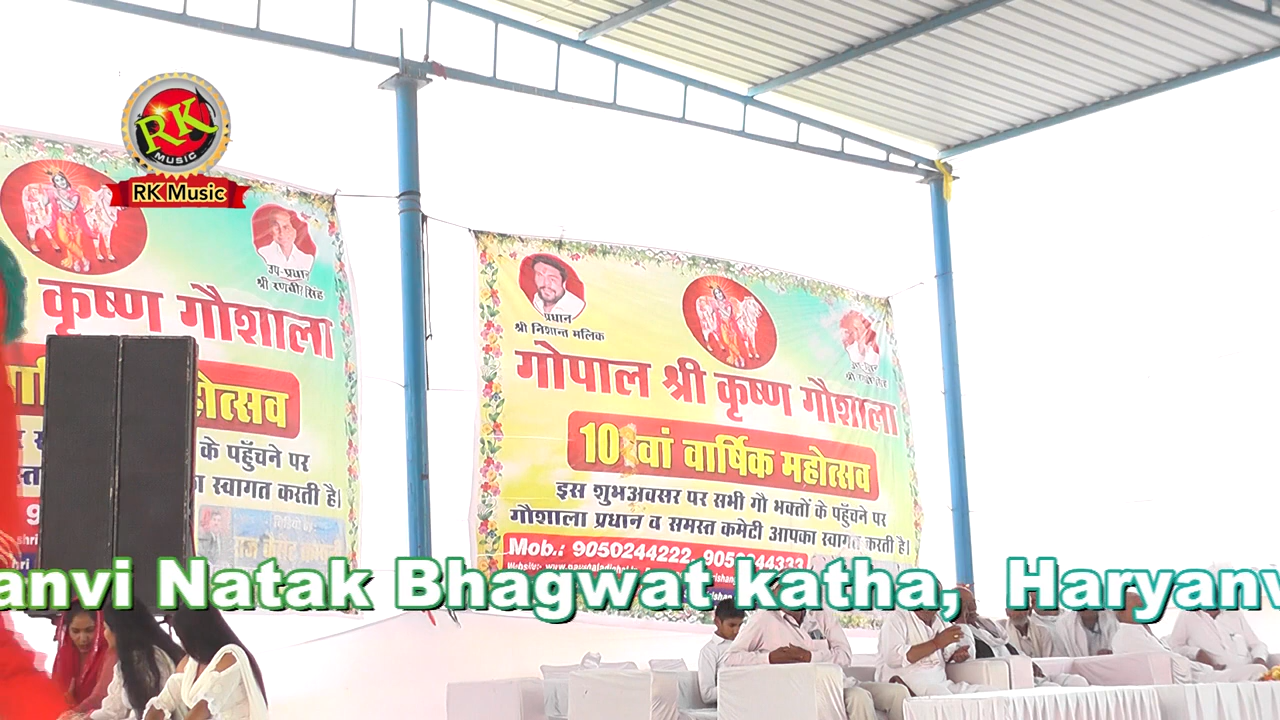 RK
MUSIC
RK Music
उप-प्रधान
श्री रणबीर सिंह
कृष्ण गौशाला
के पहुँचने पर
स्वागत करती है।
प्रधान
श्री निशान्त मलिक
गोपाल श्री कृष्ण गौशाला
10 वां वार्षिक महोत्सव
इस शुभअवसर पर सभी गौ भक्तों के पहुँचने पर
गौशाला प्रधान व समस्त कमेटी आपका स्वागत करती है।
Mob.: 9050244222,
anvi Natak Bhagwat katha, Haryanv